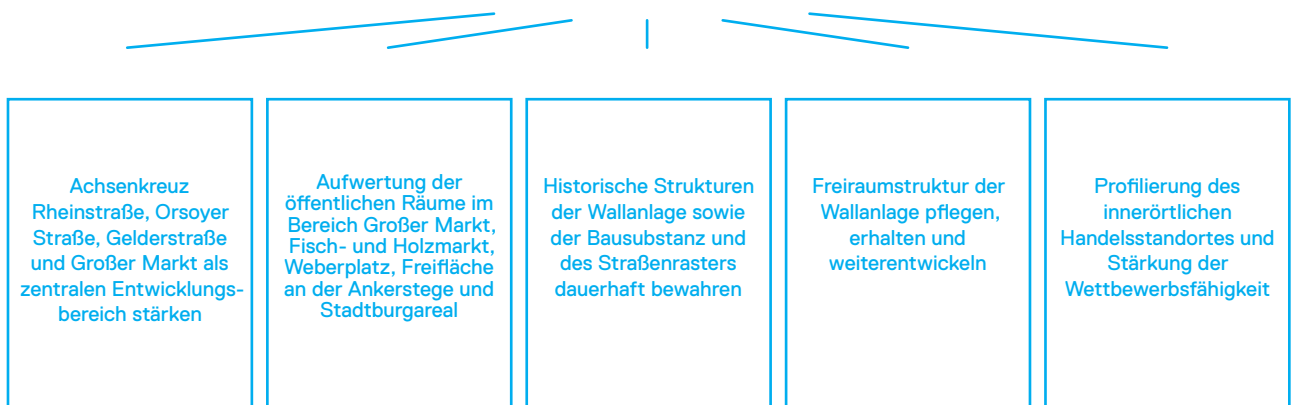 Achsenkreuz
Rheinstraße, Orsoyer
Straße, Gelderstraße
und Großer Markt als
zentralen Entwicklungs-
bereich stärken
Aufwertung der
öffentlichen Räume im
Bereich Großer Markt,
Fisch- und Holzmarkt,
Weberplatz, Freifläche
an der Ankerstege und
Stadtburgareal
Historische Strukturen
der Wallanlage sowie
der Bausubstanz und
des Straßenrasters
dauerhaft bewahren
Freiraumstruktur der
Wallanlage pflegen,
erhalten und
weiterentwickeln
Profilierung des
innerörtlichen
Handelsstandortes und
Stärkung der
Wettbewerbsfähigkeit